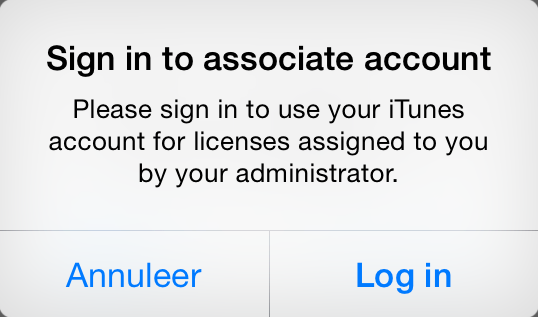 Sign in to associate account
Please sign in to use your iTunes
account for licenses assigned to you
by your administrator.
Annuleer
Log in